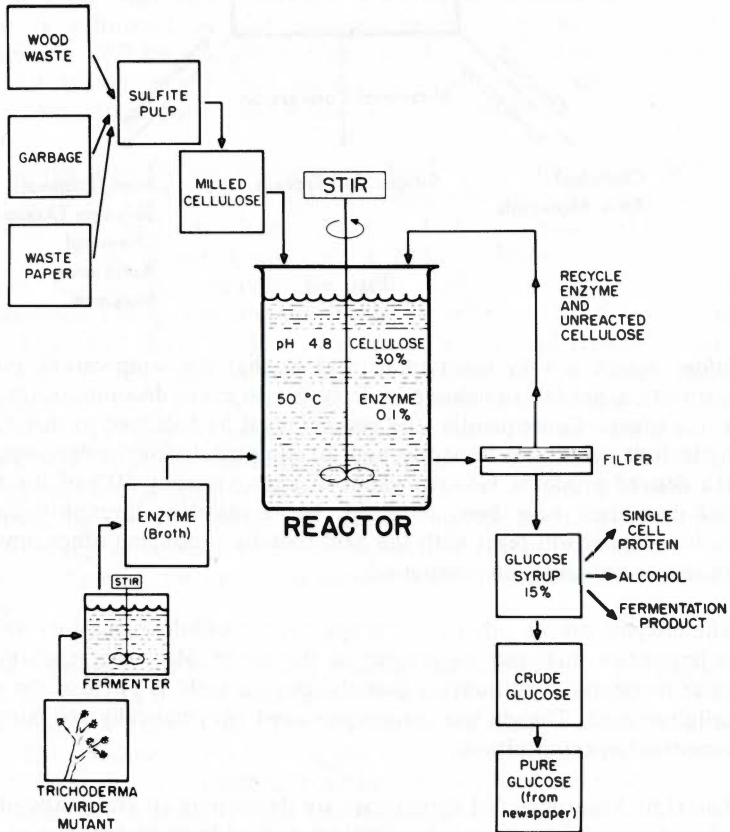 WOOD
WASTE
GARBAGE
WASTE
PAPER
SULFITE
PULP
MILLED
CELLULOSE
STIR
pH 4 8
CELLULOSE
30%
50 °C
ENZYME
0 1%
REACTOR
RECYCLE
ENZYME
AND
UNREACTED
CELLULOSE
FILTER
ENZYME
(Broth)
STIR
FERMENTER
TRICHODERMA
VIRIDE
MUTANT
GLUCOSE
SYRUP
15%
SINGLE
CELL
PROTEIN
ALCOHOL
FERMENTATION
PRODUCT
CRUDE
GLUCOSE
PURE
GLUCOSE
(from
newspaper)